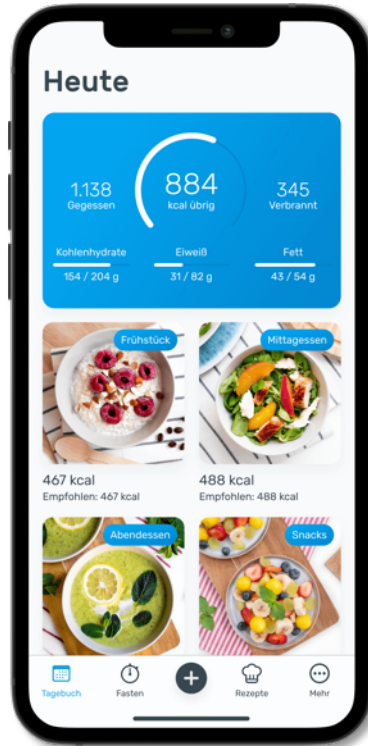 Heute
1.138
Gegessen
884
kcal übrig
345
Verbrannt
Kohlenhydrate
Eiweiß
Fett
154 / 204 g
31 / 82 g
43 / 54 g
Frühstück
Mittagessen
467 kcal
488 kcal
Empfohlen: 467 kcal
Empfohlen: 488 kcal
Abendessen
Snacks
Tagebuch
Fasten
Rezepte
Mehr